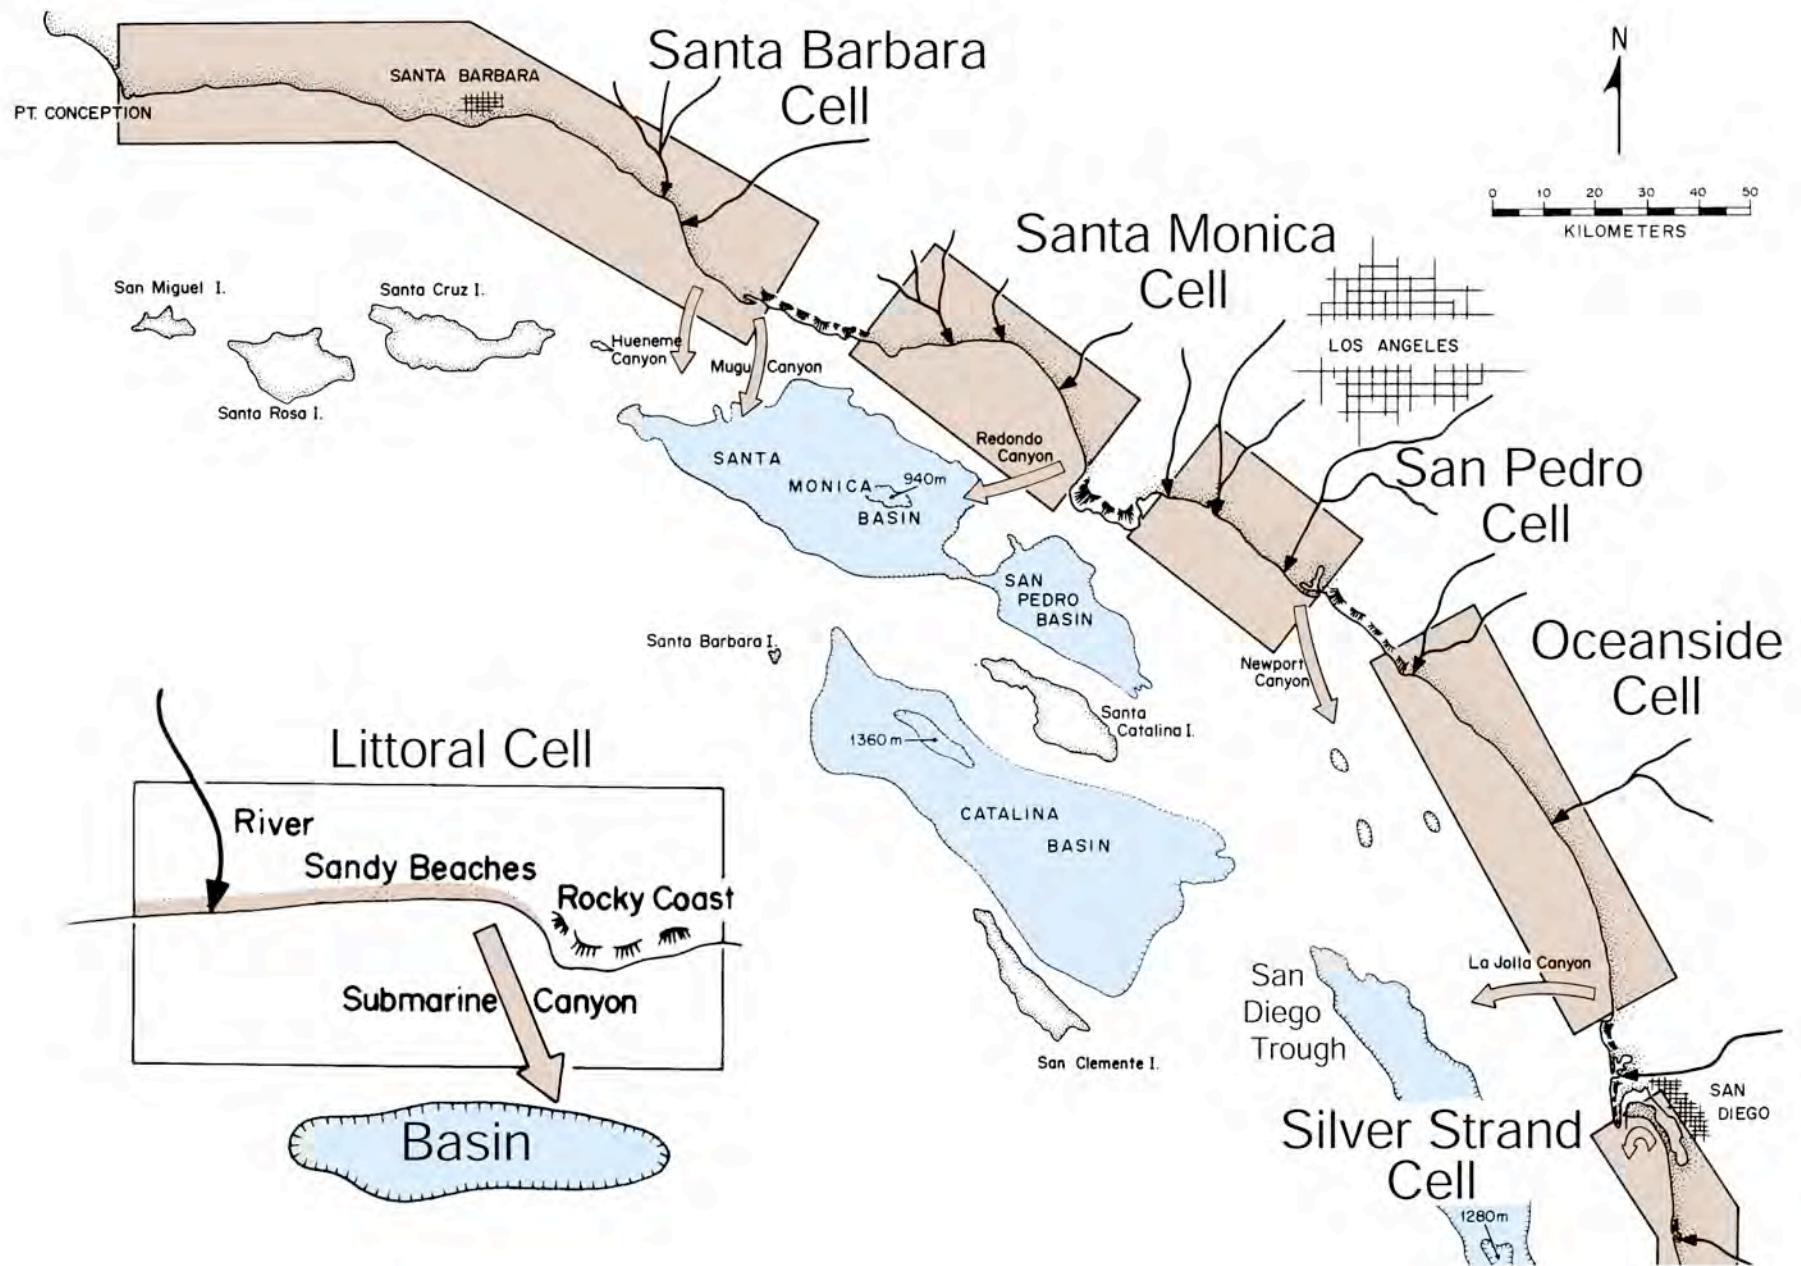 Santa Barbara
Cell
N
SANTA BARBARA
PT. CONCEPTION
0 10 20 30 40 50
KILOMETERS
Santa Monica
Cell
San Miguel I.
Santa Cruz I.
Santa Rosa I.
Hueneme
Canyon
Mugu Canyon
LOS ANGELES
Redondo
Canyon
SANTA
MONICA
BASIN
940m
San Pedro
Cell
SAN
PEDRO
BASIN
Santa Barbara I.
Newport
Canyon
Oceanside
Cell
Santa
Catalina I.
1360 m
CATALINA
BASIN
Littoral Cell
River
Sandy Beaches
Rocky Coast
Submarine Canyon
Basin
San Clemente I.
La Jolla Canyon
San
Diego
Trough
SAN
DIEGO
Silver Strand
Cell
1280m